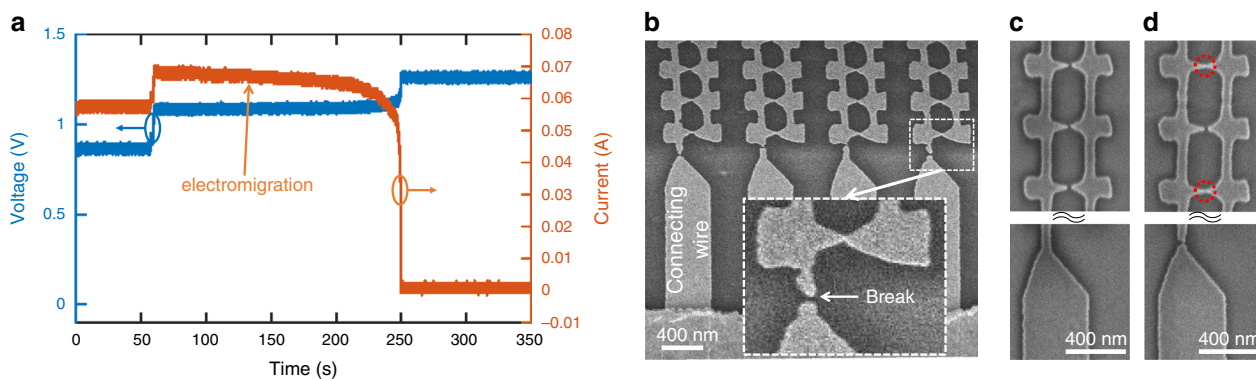 a
Voltage (V)
1.5
1
0.5
0
electromigration
0.08
0.07
0.06
0.05
0.04
0.03
0.02
0.01
0
–0.01
Current (A)
0
50
100
150
200
250
300
350
Time (s)
b
Connecting
wire
Break
400 nm
c
400 nm
d
400 nm